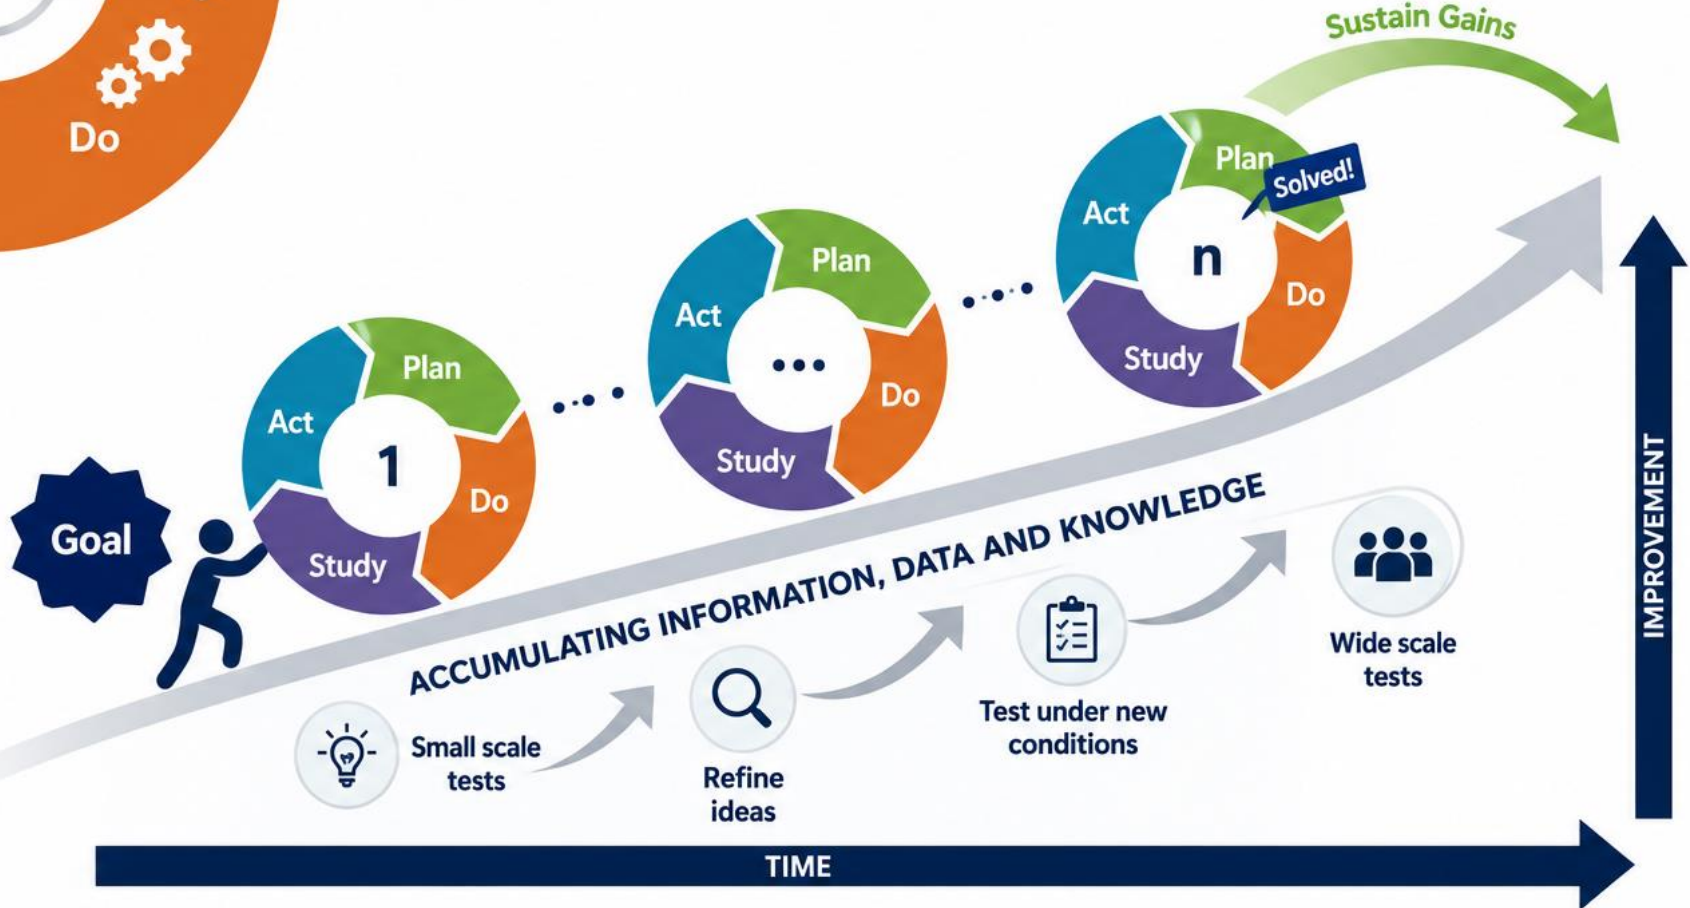 Do
Sustain Gains
Plan
Solved!
Act
n
Do
Study
Plan
Act
...
Do
Study
Plan
Act
1
Do
Study
Goal
ACCUMULATING INFORMATION, DATA AND KNOWLEDGE
Small scale
tests
Refine
ideas
Test under new
conditions
Wide scale
tests
IMPROVEMENT
TIME